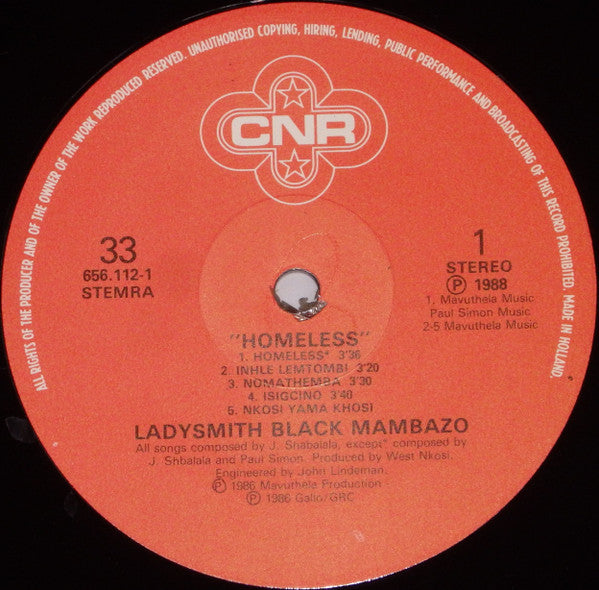 ALL RIGHTS OF THE PRODUCER AND OF THE OWNER OF THE WORK REPRODUCED RESERVED. UNAUTHORISED COPYING, HIRING, LENDING, PUBLIC PERFORMANCE AND BROADCASTING OF THIS RECORD PROHIBITED. MADE IN HOLLAND.
CNR
33
656.112-1
STEMRA
1
STEREO
Ⓟ 1988
1, Mavuthela Music
Paul Simon Music
2-5 Mavuthela Music
"HOMELESS"
1. HOMELESS* 3'36
2. INHLE LEMTOMBI 3'20
3. NOMATHEMBA 3'30
4. ISIGCINO 3'40
5. NKOSI YAMA KHOSI
LADYSMITH BLACK MAMBAZO
All songs composed by J. Shabalala, except* composed by
J. Shbalala and Paul Simon. Produced by West Nkosi.
Engineered by John Lindeman.
Ⓟ 1986 Mavuthela Production
Ⓟ 1986 Gallo/GRC